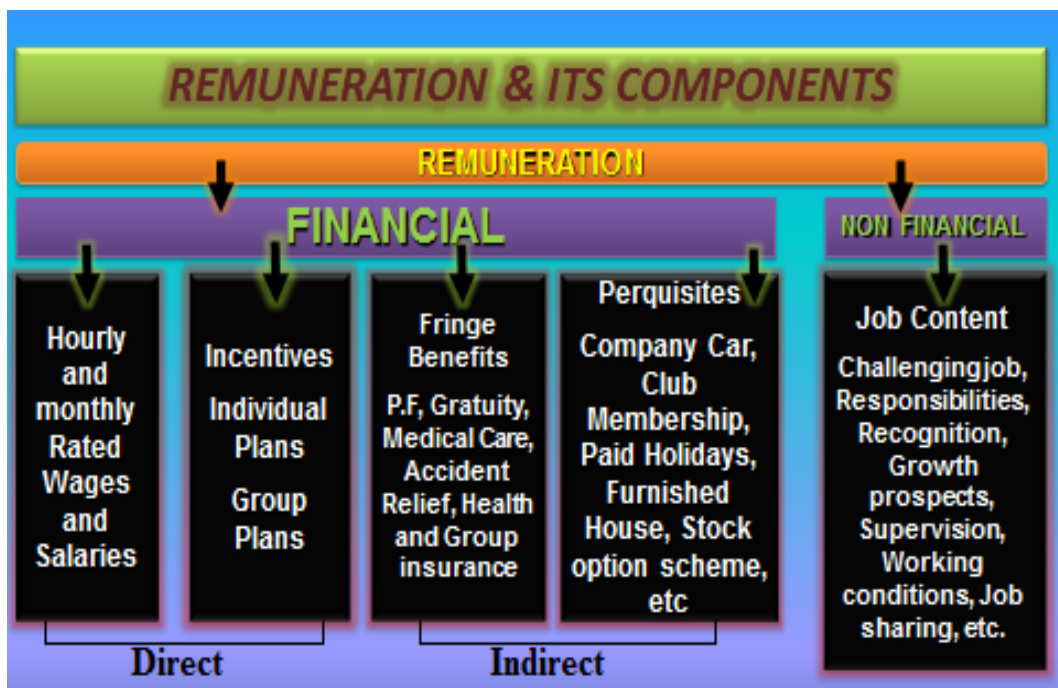 REMUNERATION & ITS COMPONENTS
REMUNERATION
FINANCIAL
NON FINANCIAL
Hourly
and
monthly
Rated
Wages
and
Salaries
Incentives
Individual
Plans
Group
Plans
Fringe
Benefits
P.F, Gratuity,
Medical Care,
Accident
Relief, Health
and Group
insurance
Perquisites
Company Car,
Club
Membership,
Paid Holidays,
Furnished
House, Stock
option scheme,
etc
Job Content
Challenging job,
Responsibilities,
Recognition,
Growth
prospects,
Supervision,
Working
conditions, Job
sharing, etc.
Direct
Indirect